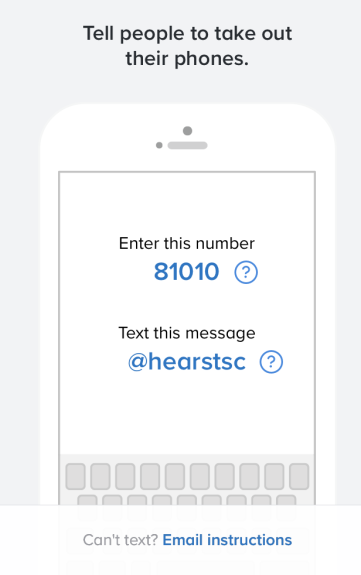 Tell people to take out
their phones.
Enter this number
81010 ?
Text this message
@hearstsc ?
Can't text? Email instructions